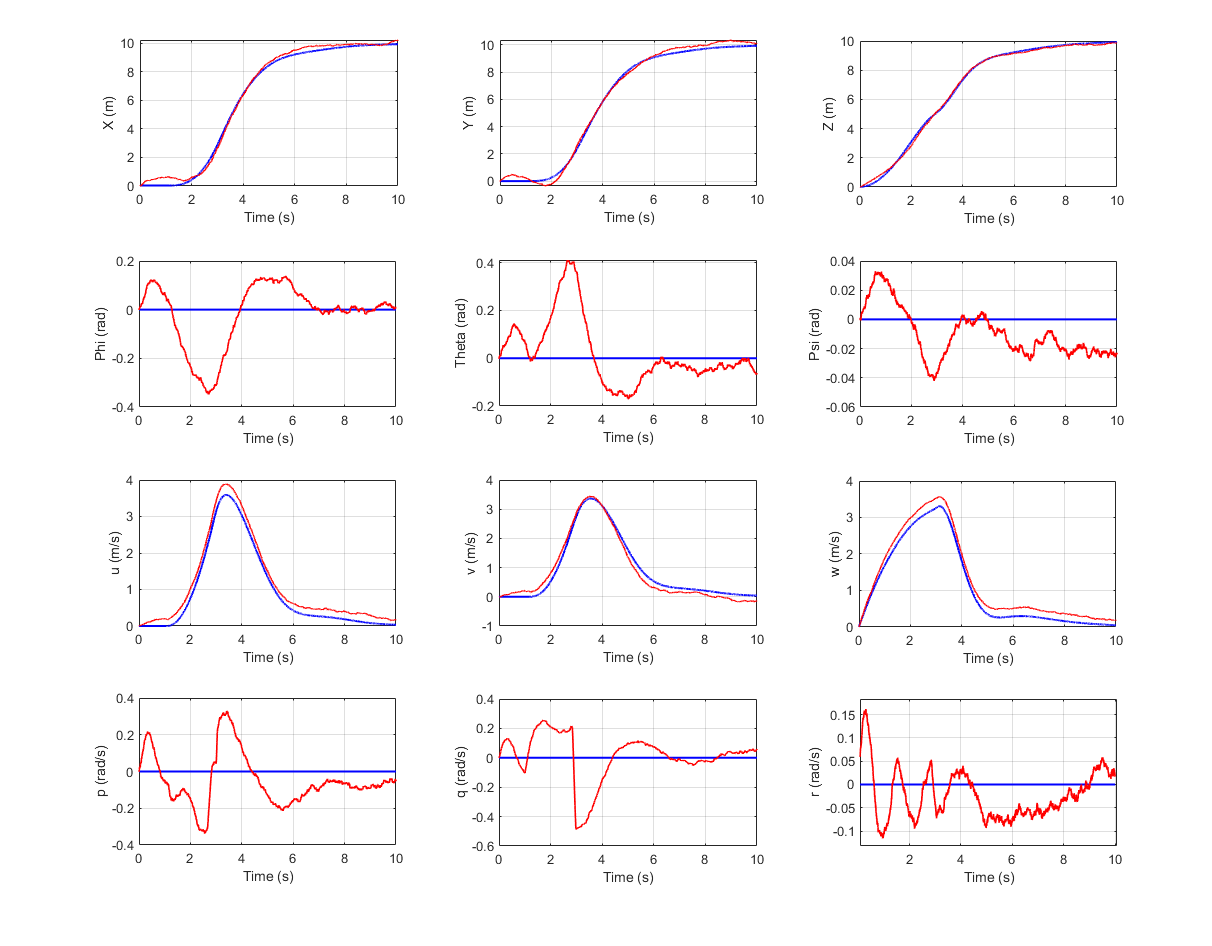 10
8
6
4
2
0
X (m)
0 2 4 6 8 10
Time (s)
10
8
6
4
2
0
Y (m)
0 2 4 6 8 10
Time (s)
10
8
6
4
2
0
Z (m)
0 2 4 6 8 10
Time (s)
0.2
0
-0.2
-0.4
Phi (rad)
0 2 4 6 8 10
Time (s)
0.4
0.2
0
-0.2
Theta (rad)
0 2 4 6 8 10
Time (s)
0.04
0.02
0
-0.02
-0.04
-0.06
Psi (rad)
0 2 4 6 8 10
Time (s)
4
3
2
1
0
u (m/s)
0 2 4 6 8 10
Time (s)
4
3
2
1
0
-1
v (m/s)
0 2 4 6 8 10
Time (s)
4
3
2
1
0
w (m/s)
0 2 4 6 8 10
Time (s)
0.4
0.2
0
-0.2
-0.4
p (rad/s)
0 2 4 6 8 10
Time (s)
0.4
0.2
0
-0.2
-0.4
-0.6
q (rad/s)
0 2 4 6 8 10
Time (s)
0.15
0.1
0.05
0
-0.05
-0.1
r (rad/s)
2 4 6 8 10
Time (s)